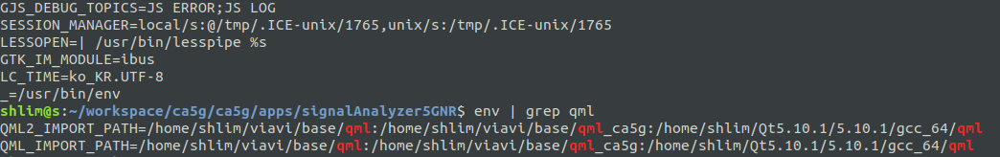 GJS_DEBUG_TOPICS=JS ERROR;JS LOG
SESSION_MANAGER=local/s:@/tmp/.ICE-unix/1765,unix/s:/tmp/.ICE-unix/1765
LESSOPEN=| /usr/bin/lesspipe %s
GTK_IM_MODULE=ibus
LC_TIME=ko_KR.UTF-8
_=/usr/bin/env
shlim@s:~/workspace/ca5g/ca5g/apps/signalAnalyzer5GNR$ env | grep qml
QML2_IMPORT_PATH=/home/shlim/viavi/base/qml:/home/shlim/viavi/base/qml_ca5g:/home/shlim/Qt5.10.1/5.10.1/gcc_64/qml
QML_IMPORT_PATH=/home/shlim/viavi/base/qml:/home/shlim/viavi/base/qml_ca5g:/home/shlim/Qt5.10.1/5.10.1/gcc_64/qml